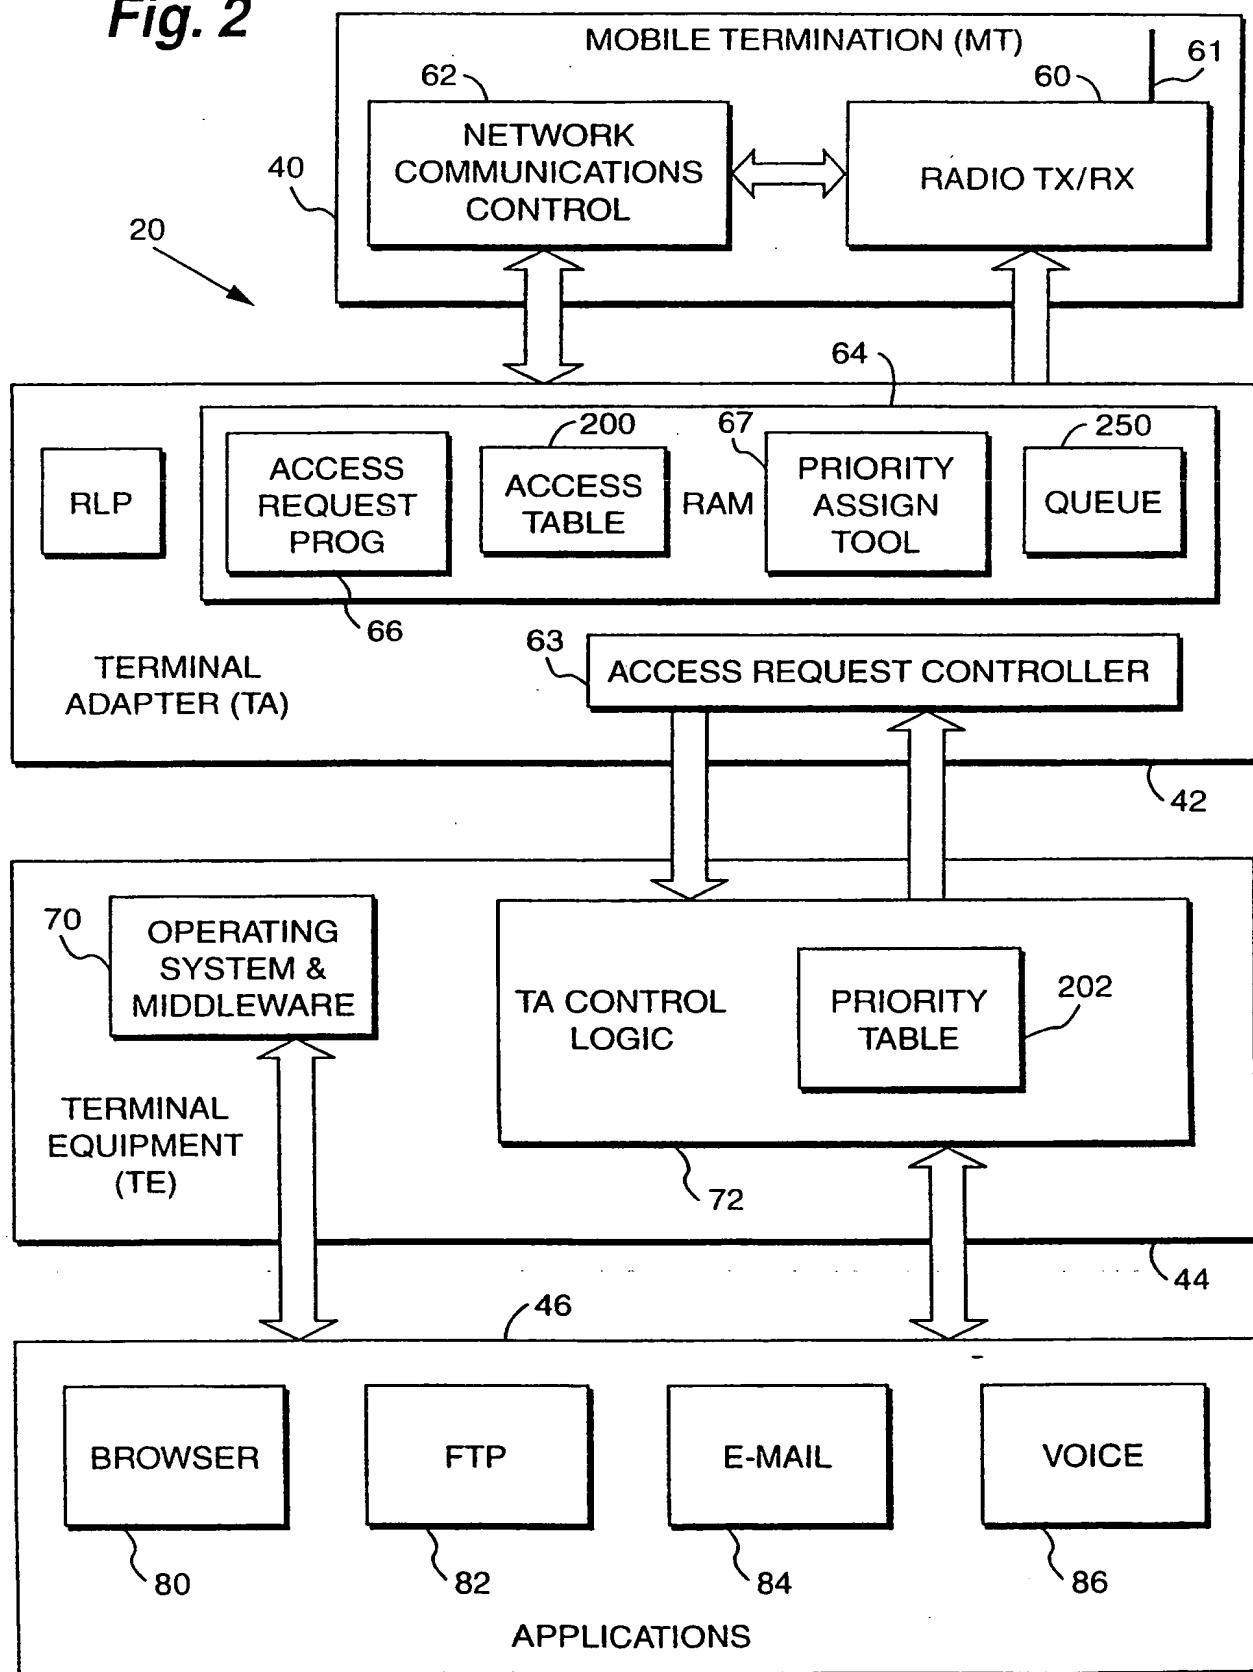 Fig. 2
MOBILE TERMINATION (MT)
61
62
60
NETWORK
COMMUNICATIONS
CONTROL
RADIO TX/RX
40
20
64
200
67
250
RLP
ACCESS
REQUEST
PROG
ACCESS
TABLE
RAM
PRIORITY
ASSIGN
TOOL
QUEUE
66
63
ACCESS REQUEST CONTROLLER
TERMINAL
ADAPTER (TA)
42
70
OPERATING
SYSTEM &
MIDDLEWARE
TA CONTROL
LOGIC
PRIORITY
TABLE
202
TERMINAL
EQUIPMENT
(TE)
72
44
46
BROWSER
FTP
E-MAIL
VOICE
80
82
84
86
APPLICATIONS